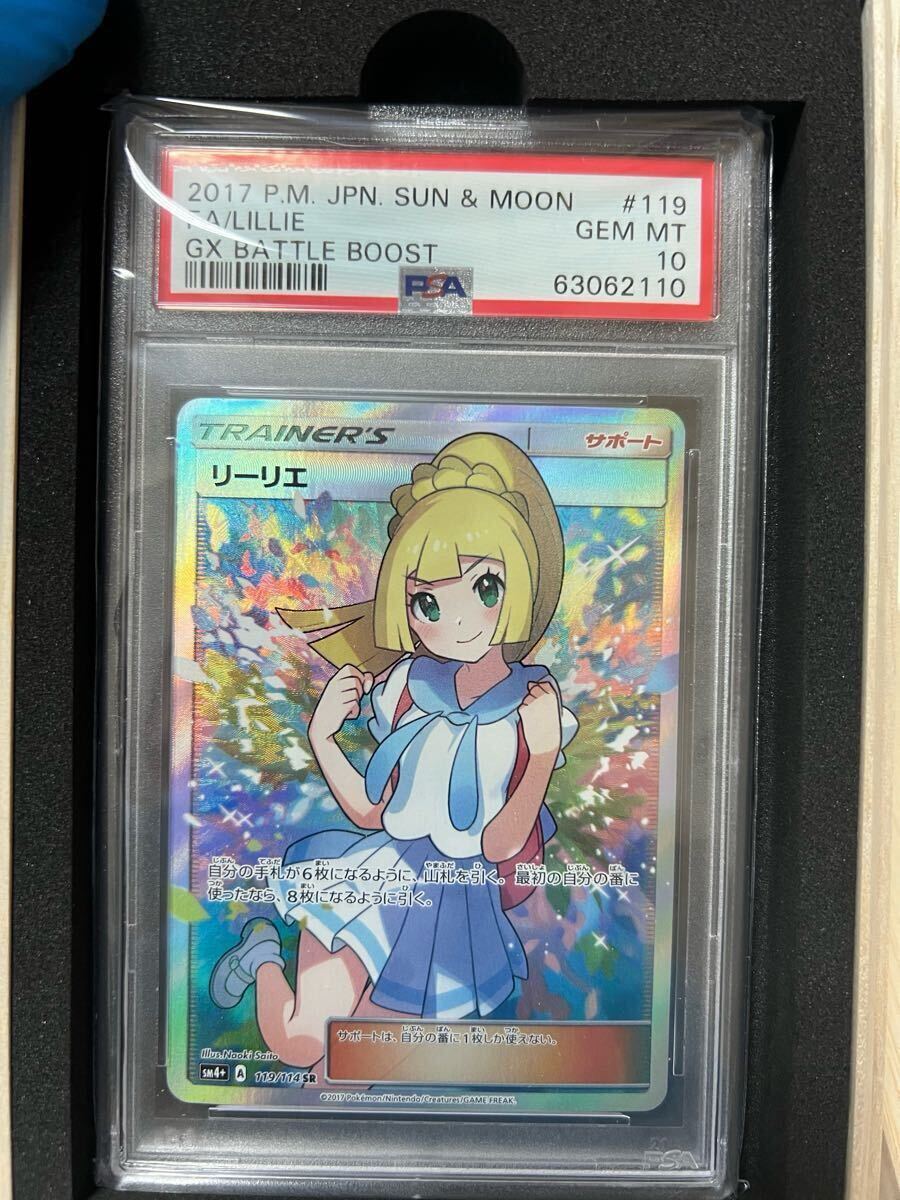 2017 P.M. JPN. SUN & MOON #119
FA/LILLIE GEM MT
GX BATTLE BOOST 10
PSA 63062110
TRAINER'S サポート
リーリエ
自分の手札が6枚になるように、山札を引く。最初の自分の番に
使ったなら、8枚になるように引く。
サポートは、自分の番に1枚しか使えない。
Illus.Naoki Saito
SM4+ A 119/114 SR
©2017 Pokémon/Nintendo/Creatures/GAME FREAK.
PSA